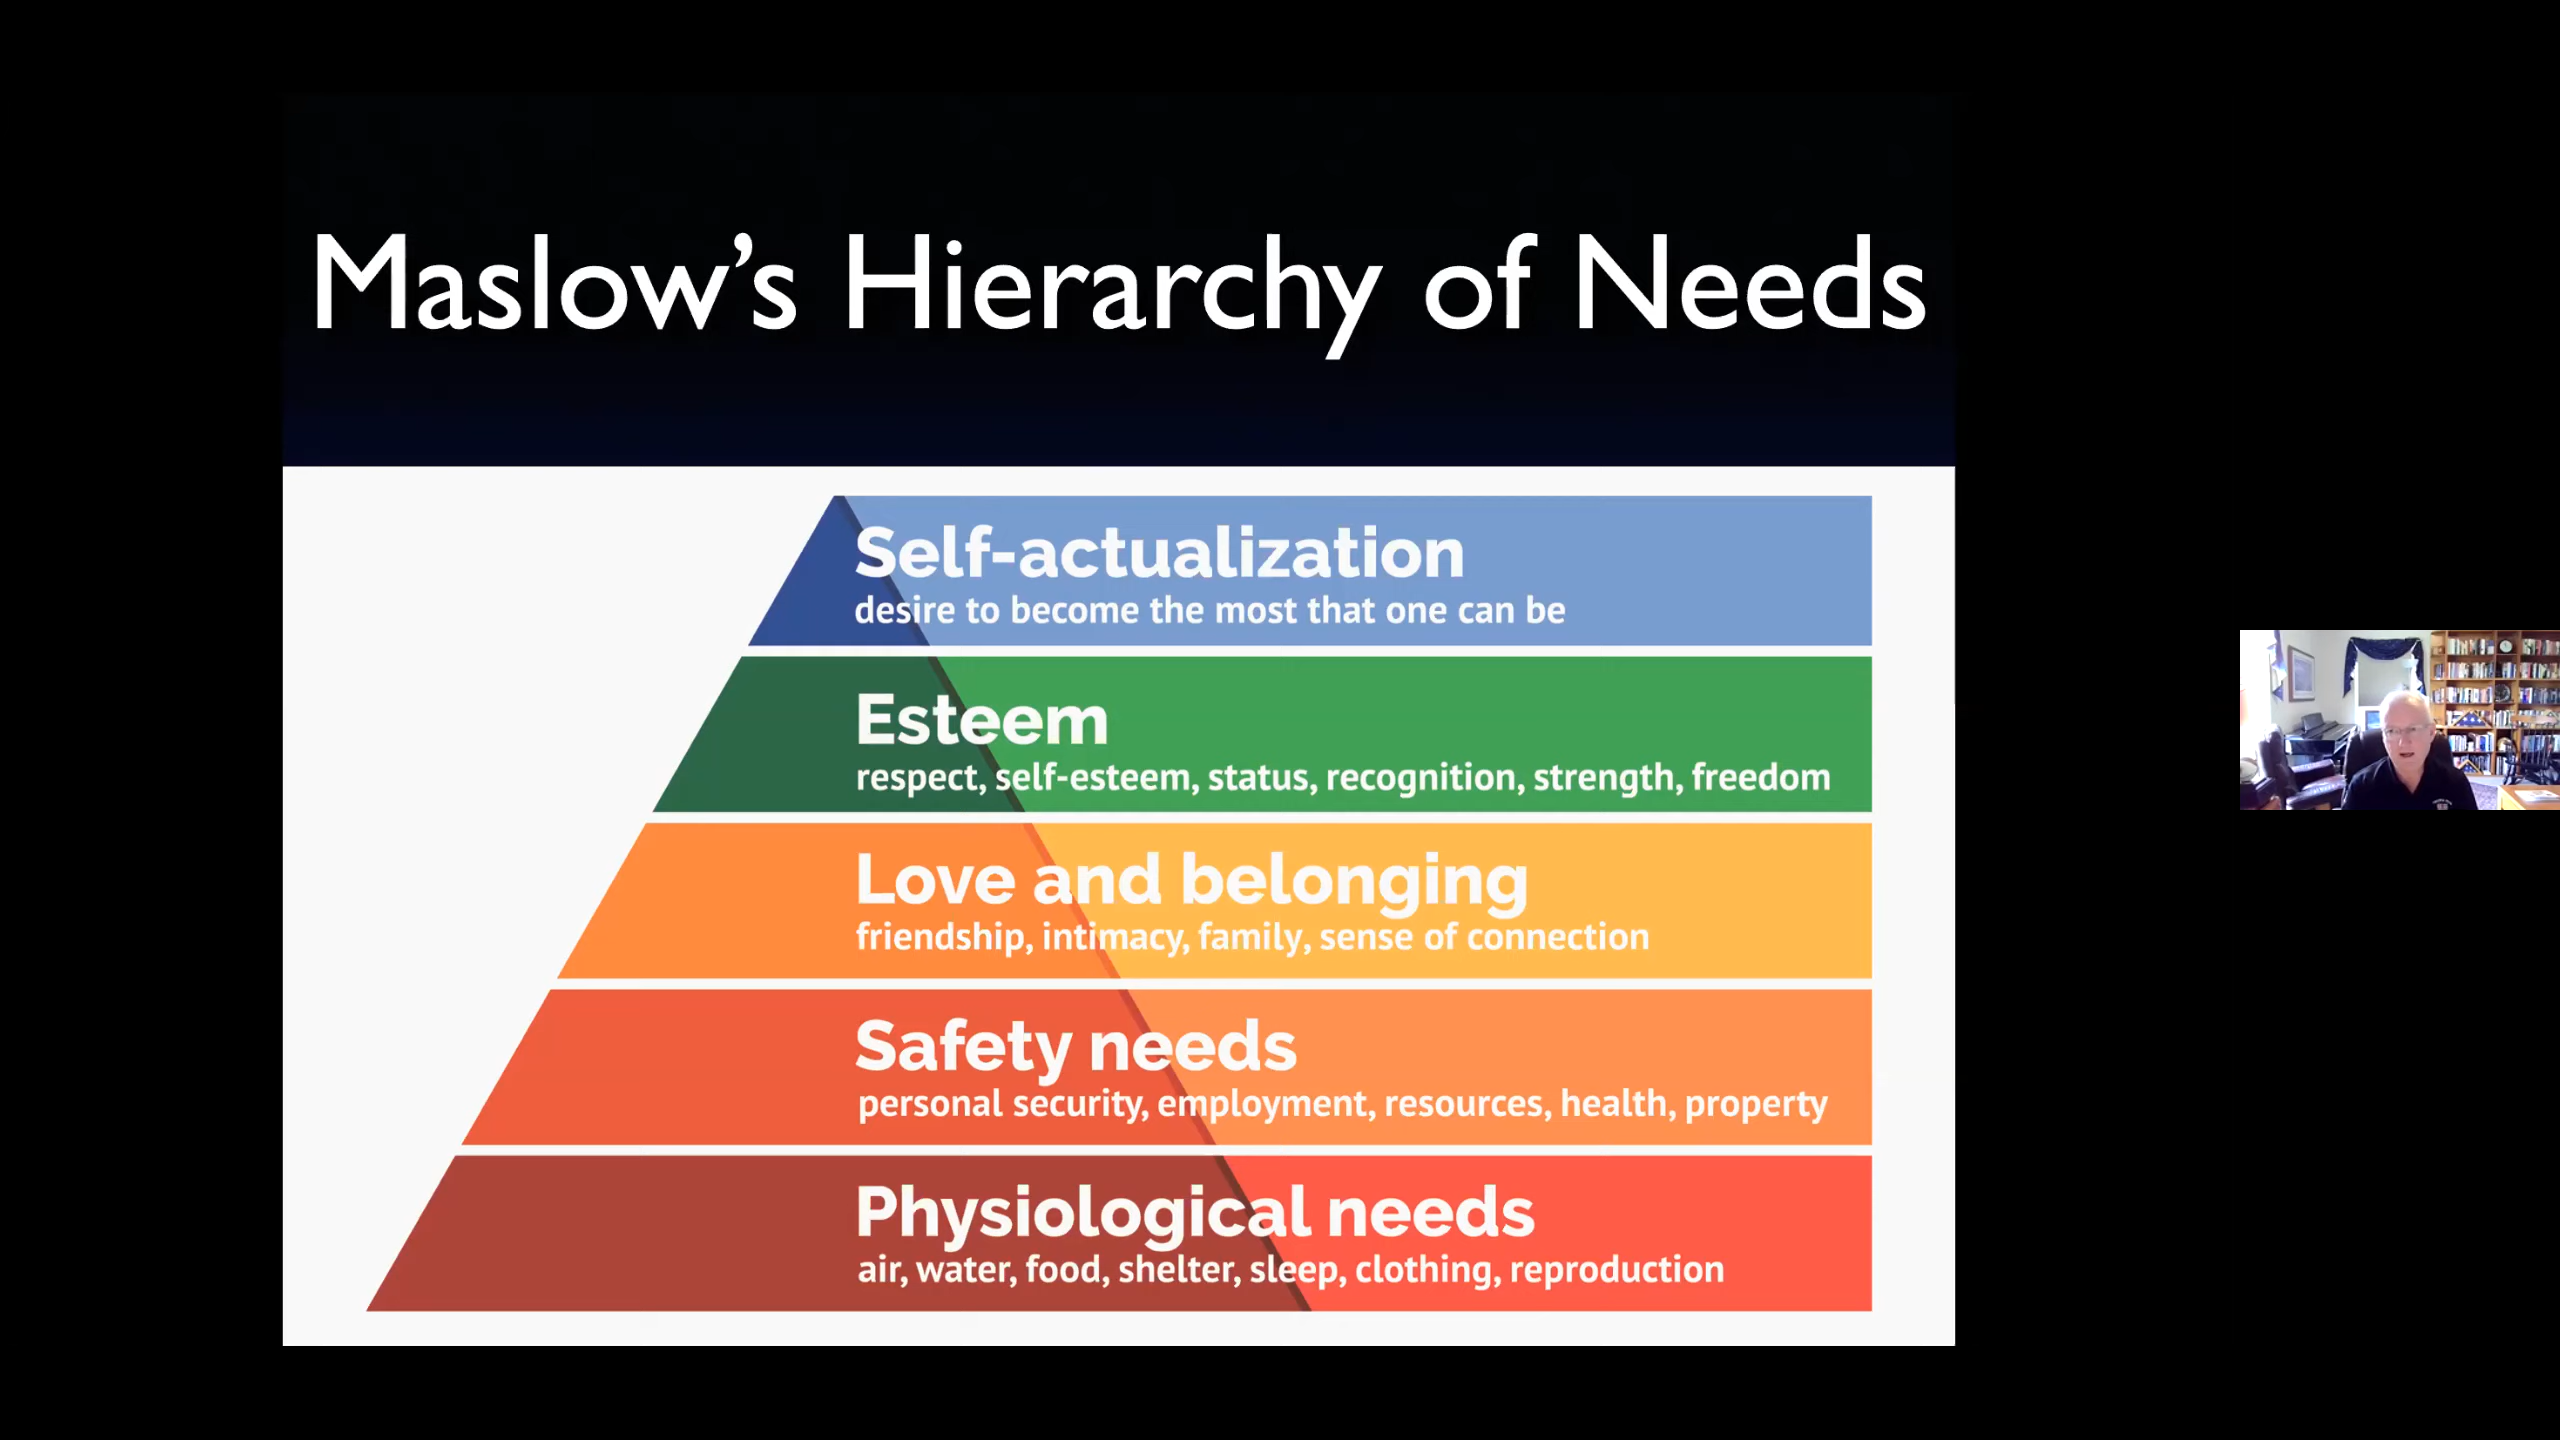 Maslow’s Hierarchy of Needs
Self-actualization
desire to become the most that one can be
Esteem
respect, self-esteem, status, recognition, strength, freedom
Love and belonging
friendship, intimacy, family, sense of connection
Safety needs
personal security, employment, resources, health, property
Physiological needs
air, water, food, shelter, sleep, clothing, reproduction